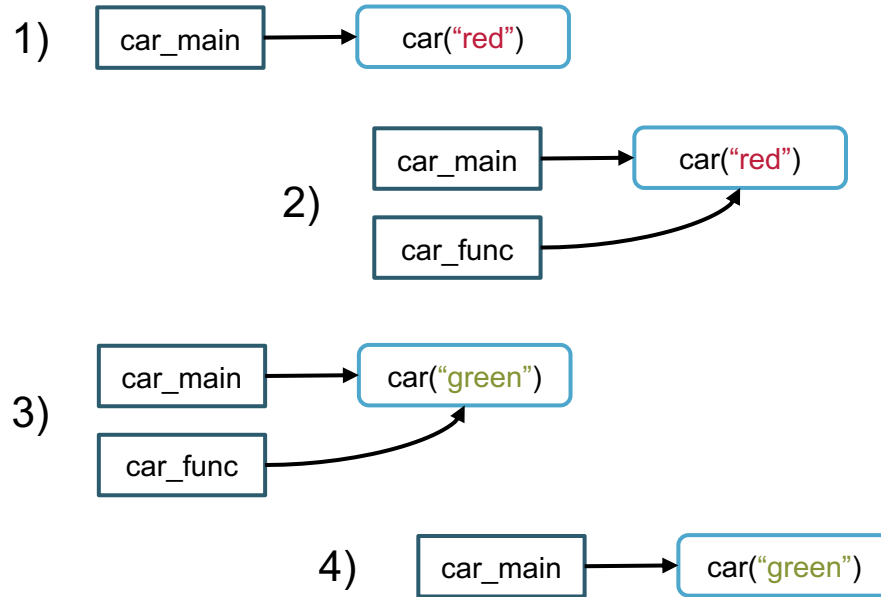 1)
car_main
car(“red”)
2)
car_main
car(“red”)
car_func
3)
car_main
car(“green”)
car_func
4)
car_main
car(“green”)